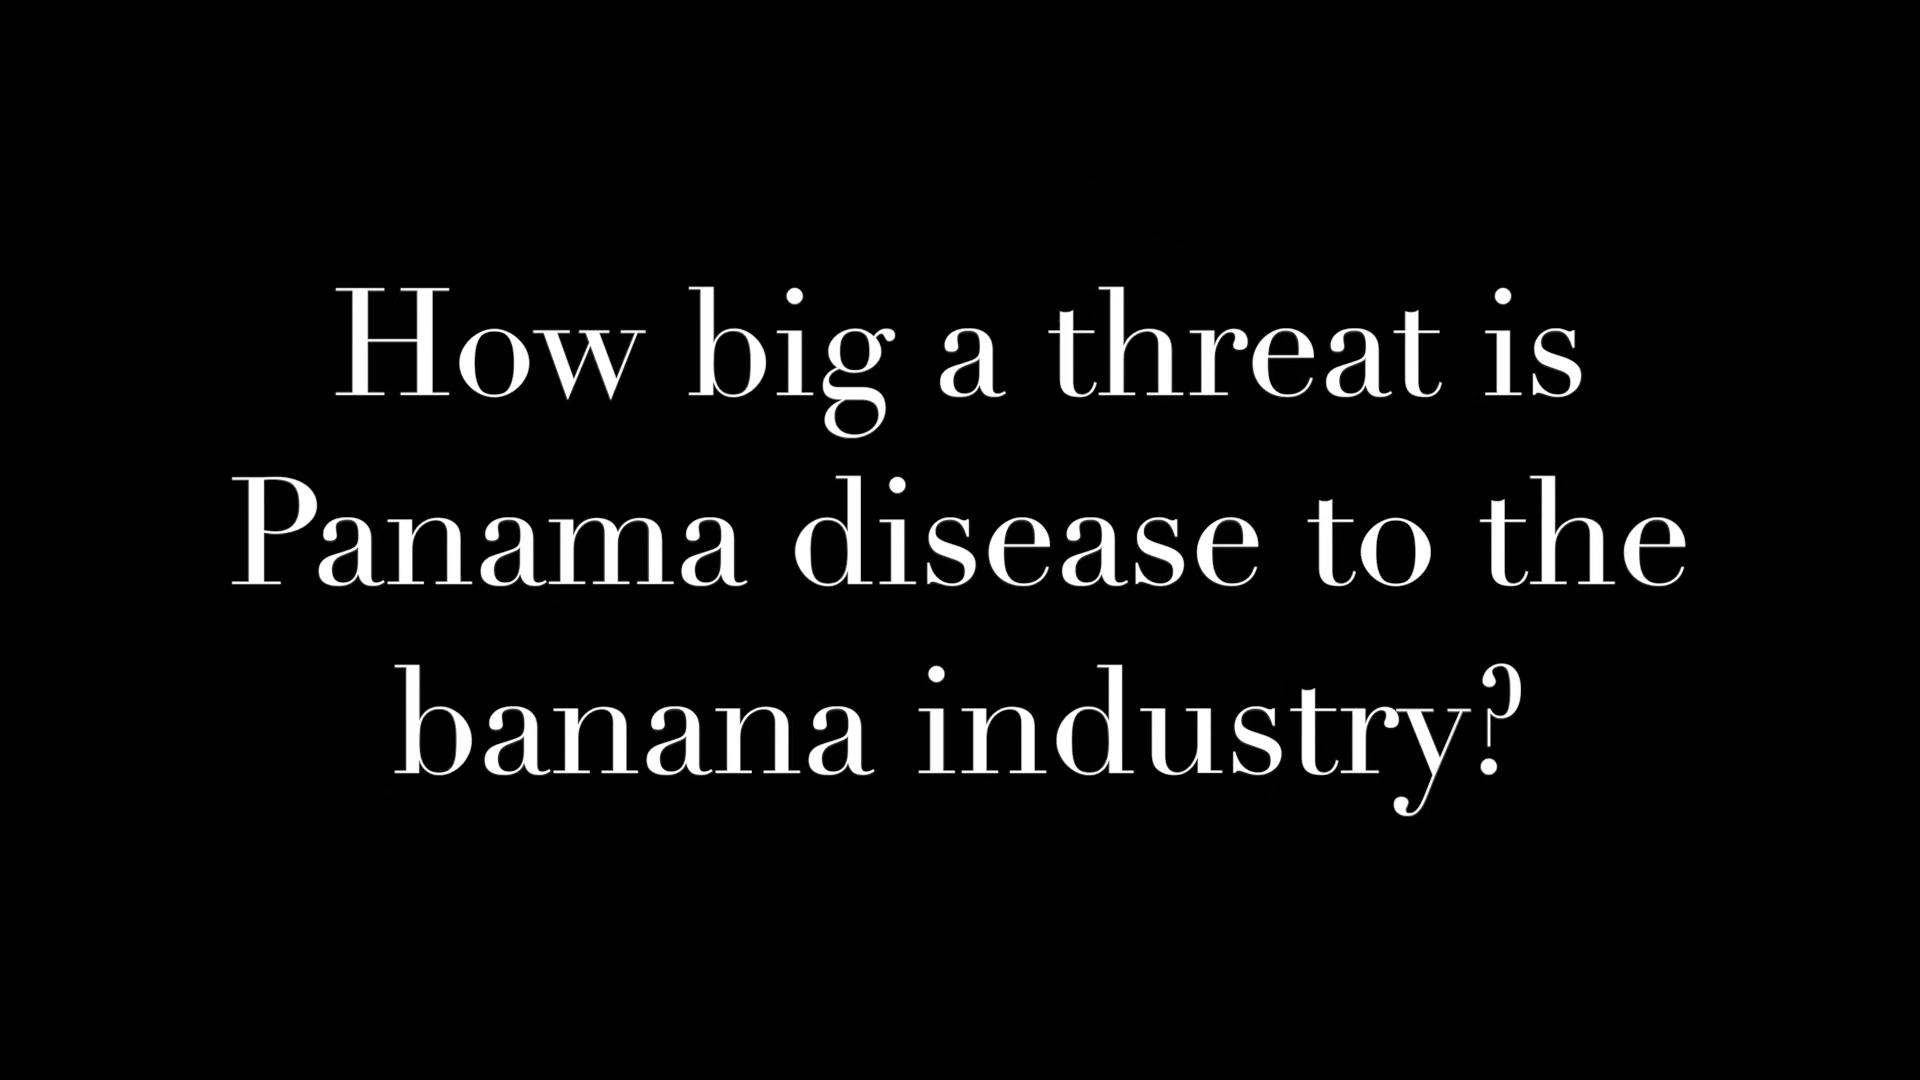 How big a threat is
Panama disease to the
banana industry?